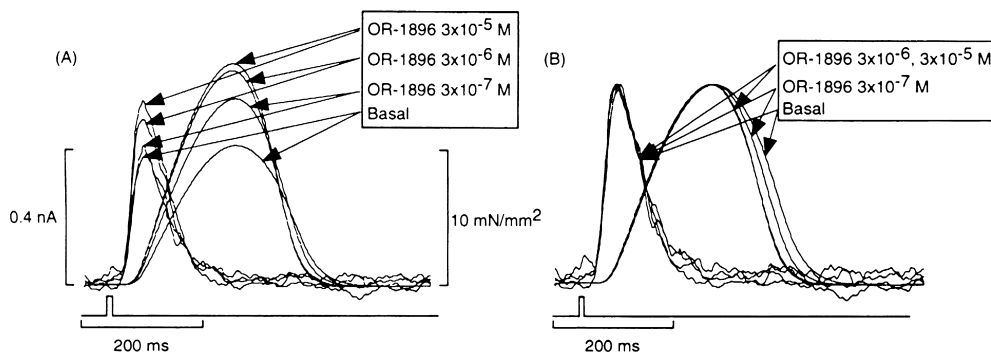 (A)
OR-1896 3x10-5 M
OR-1896 3x10-6 M
OR-1896 3x10-7 M
Basal
0.4 nA
10 mN/mm2
200 ms
(B)
OR-1896 3x10-6, 3x10-5 M
OR-1896 3x10-7 M
Basal
200 ms